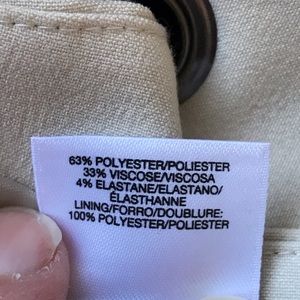 63% POLYESTER/POLIESTER
33% VISCOSE/VISCOSA
4% ELASTANE/ELASTANO/
ÉLASTHANNE
LINING/FORRO/DOUBLURE:
100% POLYESTER/POLIESTER